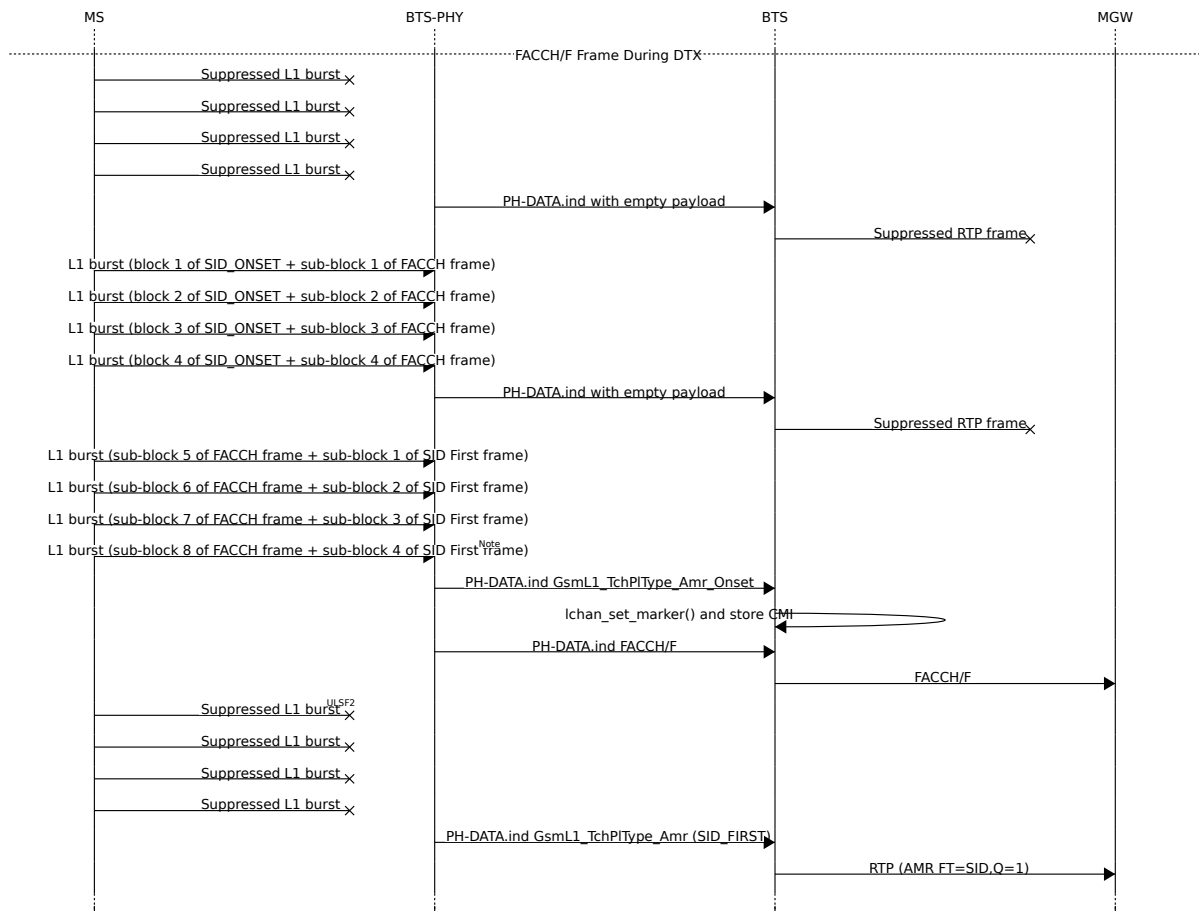 MS BTS-PHY BTS MGW
FACCH/F Frame During DTX
Suppressed L1 burst
Suppressed L1 burst
Suppressed L1 burst
Suppressed L1 burst
PH-DATA.ind with empty payload
Suppressed RTP frame
L1 burst (block 1 of SID_ONSET + sub-block 1 of FACCH frame)
L1 burst (block 2 of SID_ONSET + sub-block 2 of FACCH frame)
L1 burst (block 3 of SID_ONSET + sub-block 3 of FACCH frame)
L1 burst (block 4 of SID_ONSET + sub-block 4 of FACCH frame)
PH-DATA.ind with empty payload
Suppressed RTP frame
L1 burst (sub-block 5 of FACCH frame + sub-block 1 of SID First frame)
L1 burst (sub-block 6 of FACCH frame + sub-block 2 of SID First frame)
L1 burst (sub-block 7 of FACCH frame + sub-block 3 of SID First frame)
L1 burst (sub-block 8 of FACCH frame + sub-block 4 of SID First frame) Note
PH-DATA.ind GsmL1_TchPlType_Amr_Onset
lchan_set_marker() and store CMI
PH-DATA.ind FACCH/F
FACCH/F
Suppressed L1 burst ULSF2
Suppressed L1 burst
Suppressed L1 burst
Suppressed L1 burst
PH-DATA.ind GsmL1_TchPlType_Amr (SID_FIRST)
RTP (AMR FT=SID,Q=1)